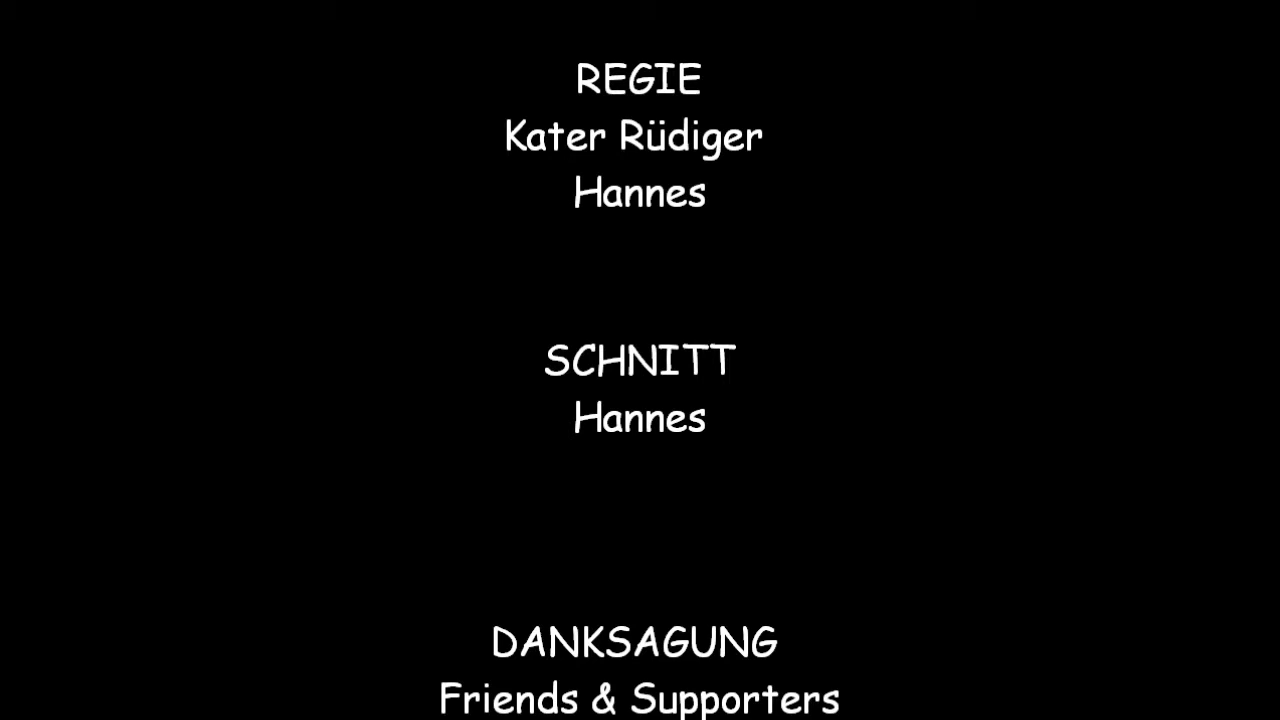 REGIE
Kater Rüdiger
Hannes
SCHNITT
Hannes
DANKSAGUNG
Friends & Supporters